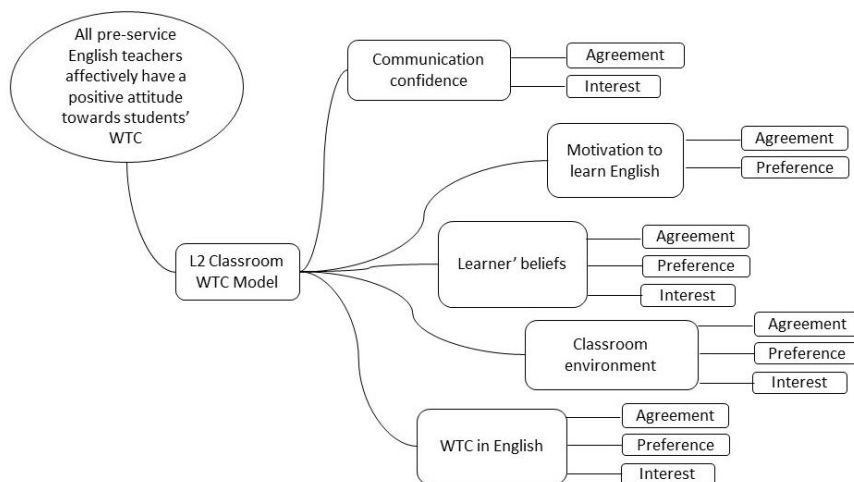 All pre-service
English teachers
affectively have a
positive attitude
towards students'
WTC
L2 Classroom
WTC Model
Communication
confidence
Agreement
Interest
Motivation to
learn English
Agreement
Preference
Learner' beliefs
Agreement
Preference
Interest
Classroom
environment
Agreement
Preference
Interest
WTC in English
Agreement
Preference
Interest